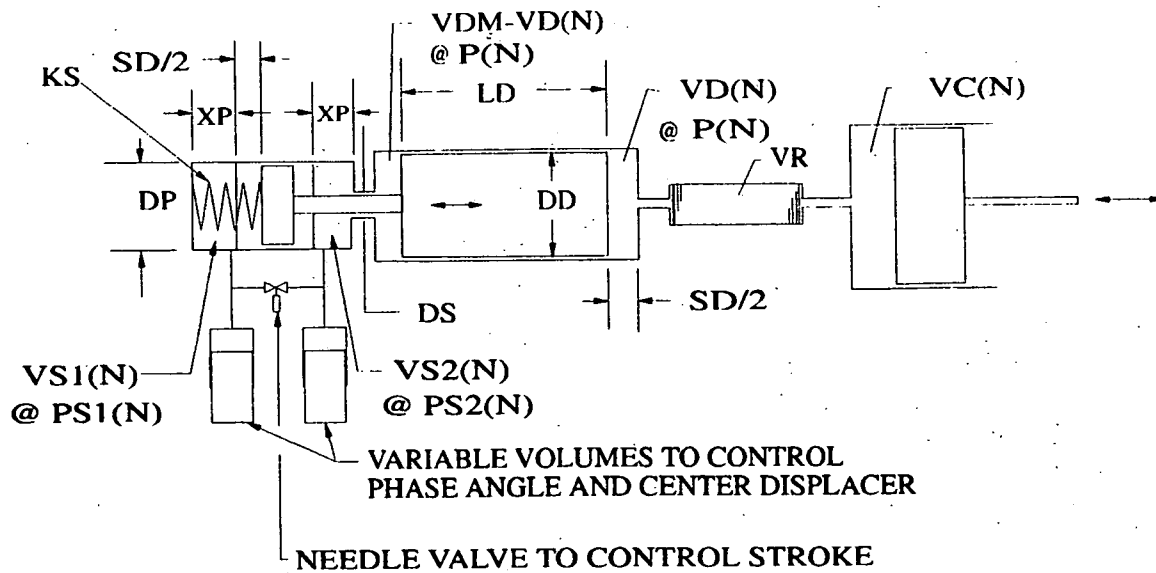 VDM-VD(N)
@ P(N)
SD/2
KS
XP
XP
LD
VD(N)
@ P(N)
VC(N)
VR
DP
DD
DS
SD/2
VS1(N)
@ PS1(N)
VS2(N)
@ PS2(N)
VARIABLE VOLUMES TO CONTROL
PHASE ANGLE AND CENTER DISPLACER
NEEDLE VALVE TO CONTROL STROKE